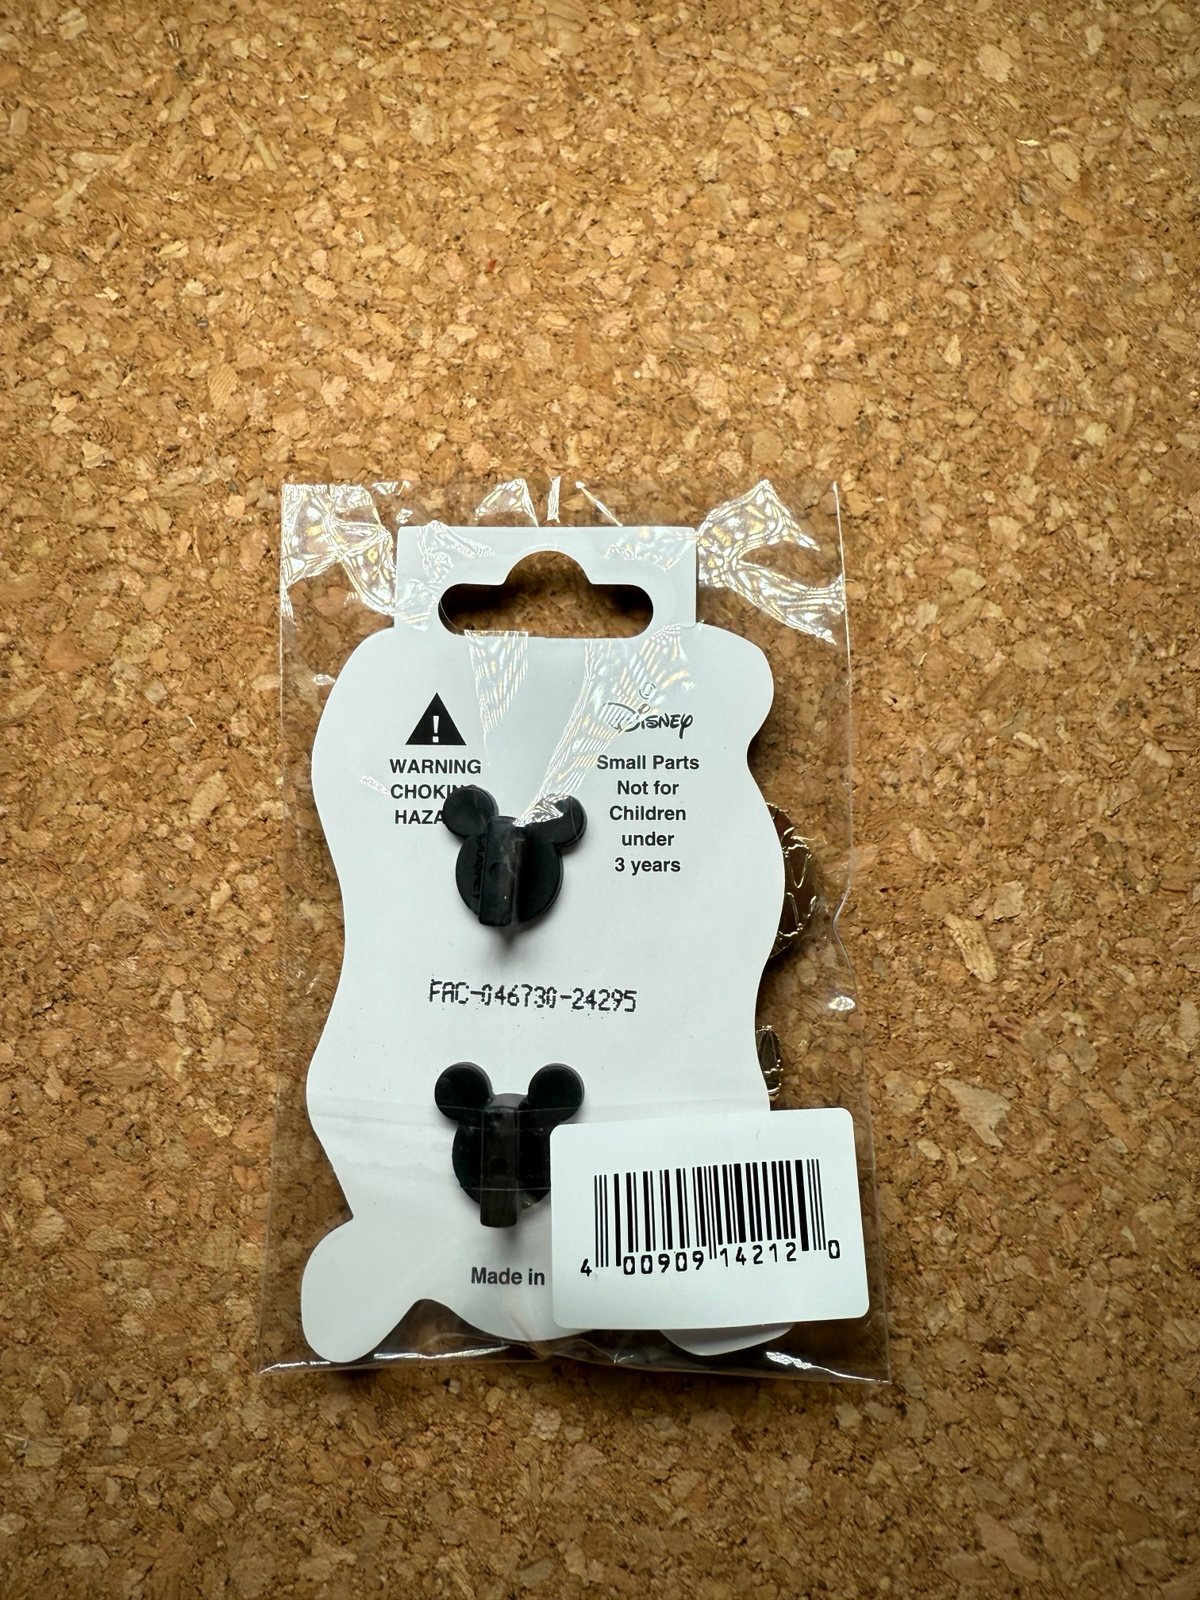 WARNING
CHOKING
HAZA
© Disney
Small Parts
Not for
Children
under
3 years
FAC-046730-24295
Made in
4 00909 14212 0